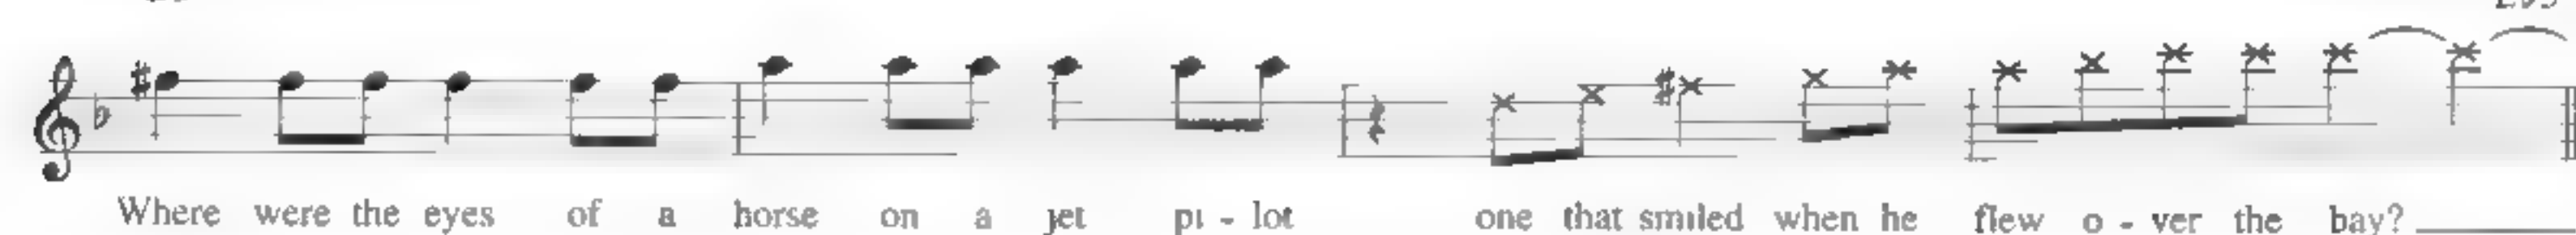 Where were the eyes of a horse on a jet pi - lot one that smiled when he flew o - ver the bay?